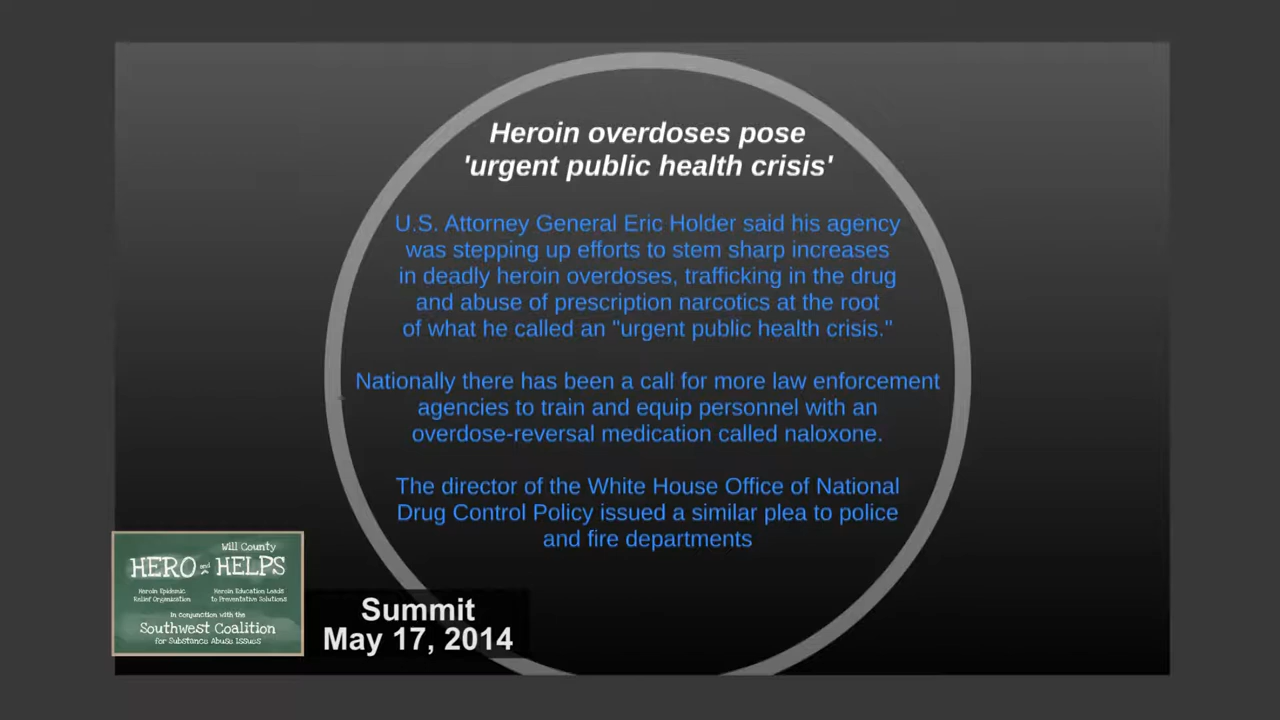 Heroin overdoses pose
'urgent public health crisis'
U.S. Attorney General Eric Holder said his agency
was stepping up efforts to stem sharp increases
in deadly heroin overdoses, trafficking in the drug
and abuse of prescription narcotics at the root
of what he called an "urgent public health crisis."
Nationally there has been a call for more law enforcement
agencies to train and equip personnel with an
overdose-reversal medication called naloxone.
The director of the White House Office of National
Drug Control Policy issued a similar plea to police
and fire departments
Will County
HERO and HELPS
Heroin Epidemic Heroin Education Leads
Relief Organization to Preventative Solutions
In conjunction with the
Southwest Coalition
for Substance Abuse Issues
Summit
May 17, 2014